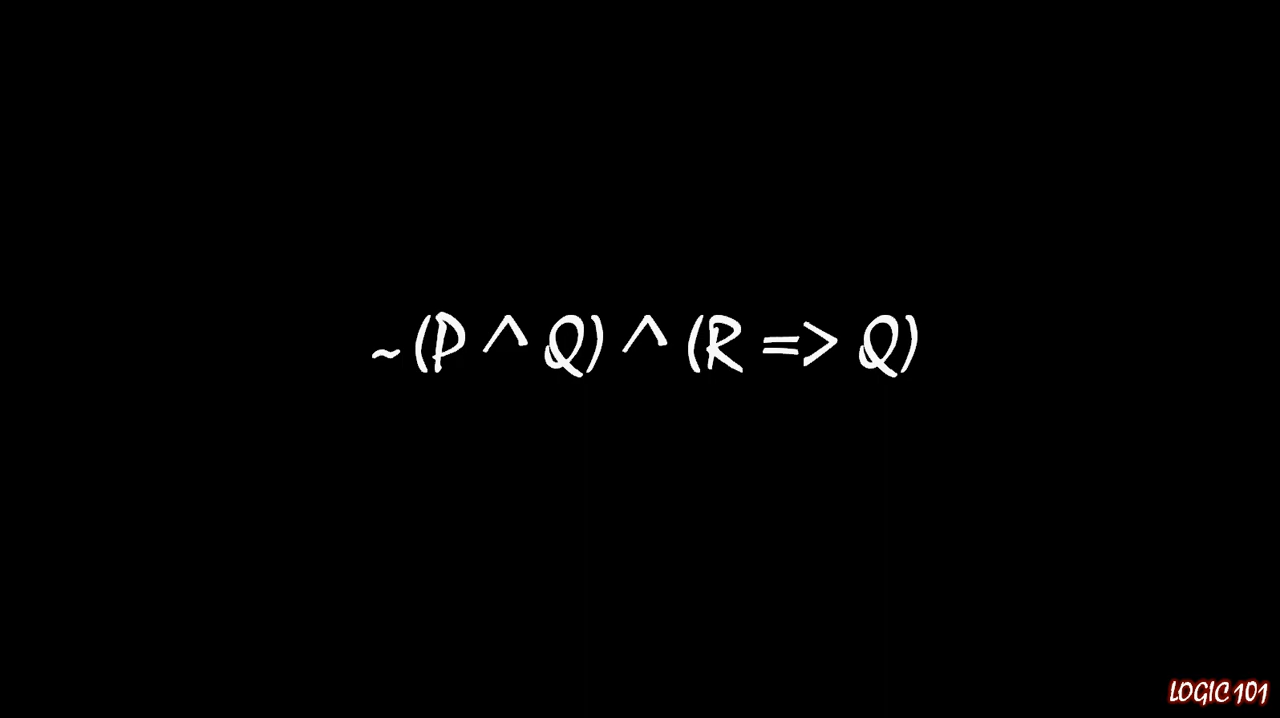 ~(P ^ Q) ^ (R => Q)
LOGIC 101